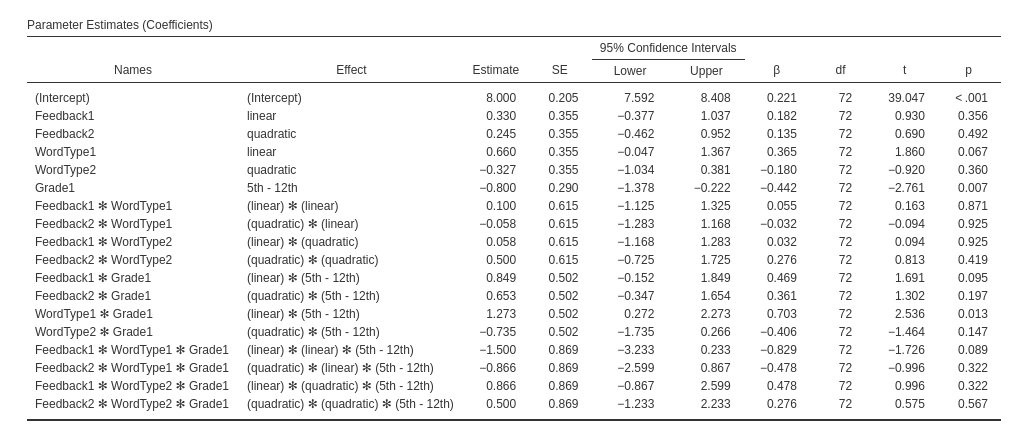 Parameter Estimates (Coefficients)
95% Confidence Intervals
Names Effect Estimate SE Lower Upper β df t p
(Intercept) (Intercept) 8.000 0.205 7.592 8.408 0.221 72 39.047 < .001
Feedback1 linear 0.330 0.355 −0.377 1.037 0.182 72 0.930 0.356
Feedback2 quadratic 0.245 0.355 −0.462 0.952 0.135 72 0.690 0.492
WordType1 linear 0.660 0.355 −0.047 1.367 0.365 72 1.860 0.067
WordType2 quadratic −0.327 0.355 −1.034 0.381 −0.180 72 −0.920 0.360
Grade1 5th - 12th −0.800 0.290 −1.378 −0.222 −0.442 72 −2.761 0.007
Feedback1 ✻ WordType1 (linear) ✻ (linear) 0.100 0.615 −1.125 1.325 0.055 72 0.163 0.871
Feedback2 ✻ WordType1 (quadratic) ✻ (linear) −0.058 0.615 −1.283 1.168 −0.032 72 −0.094 0.925
Feedback1 ✻ WordType2 (linear) ✻ (quadratic) 0.058 0.615 −1.168 1.283 0.032 72 0.094 0.925
Feedback2 ✻ WordType2 (quadratic) ✻ (quadratic) 0.500 0.615 −0.725 1.725 0.276 72 0.813 0.419
Feedback1 ✻ Grade1 (linear) ✻ (5th - 12th) 0.849 0.502 −0.152 1.849 0.469 72 1.691 0.095
Feedback2 ✻ Grade1 (quadratic) ✻ (5th - 12th) 0.653 0.502 −0.347 1.654 0.361 72 1.302 0.197
WordType1 ✻ Grade1 (linear) ✻ (5th - 12th) 1.273 0.502 0.272 2.273 0.703 72 2.536 0.013
WordType2 ✻ Grade1 (quadratic) ✻ (5th - 12th) −0.735 0.502 −1.735 0.266 −0.406 72 −1.464 0.147
Feedback1 ✻ WordType1 ✻ Grade1 (linear) ✻ (linear) ✻ (5th - 12th) −1.500 0.869 −3.233 0.233 −0.829 72 −1.726 0.089
Feedback2 ✻ WordType1 ✻ Grade1 (quadratic) ✻ (linear) ✻ (5th - 12th) −0.866 0.869 −2.599 0.867 −0.478 72 −0.996 0.322
Feedback1 ✻ WordType2 ✻ Grade1 (linear) ✻ (quadratic) ✻ (5th - 12th) 0.866 0.869 −0.867 2.599 0.478 72 0.996 0.322
Feedback2 ✻ WordType2 ✻ Grade1 (quadratic) ✻ (quadratic) ✻ (5th - 12th) 0.500 0.869 −1.233 2.233 0.276 72 0.575 0.567